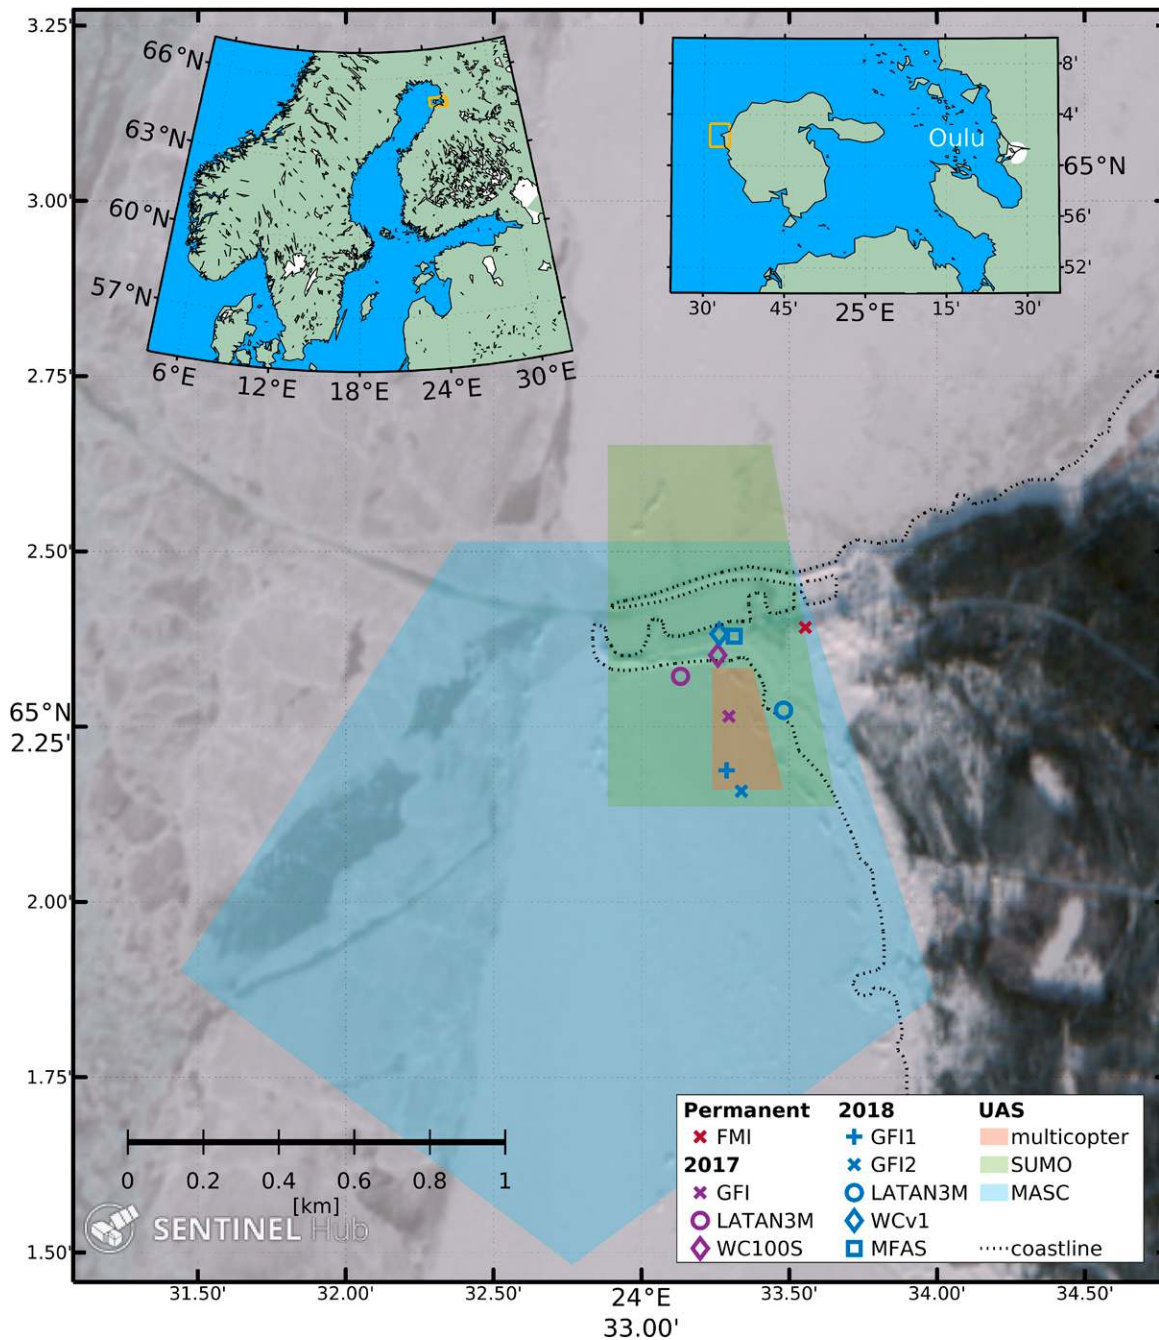 3.25'
3.00'
2.75'
2.50'
65°N
2.25'
2.00'
1.75'
1.50'
66°N
63°N
60°N
57°N
6°E
12°E
18°E
24°E
30°E
Oulu
8'
4'
65°N
56'
52'
30'
45'
25°E
15'
30'
0
0.2
0.4
0.6
0.8
1
[km]
SENTINEL Hub
Permanent
FMI
2017
GFI
LATAN3M
WC100S
2018
GFI1
GFI2
LATAN3M
WCv1
MFAS
UAS
multicopter
SUMO
MASC
coastline
31.50'
32.00'
32.50'
24°E
33.00'
33.50'
34.00'
34.50'